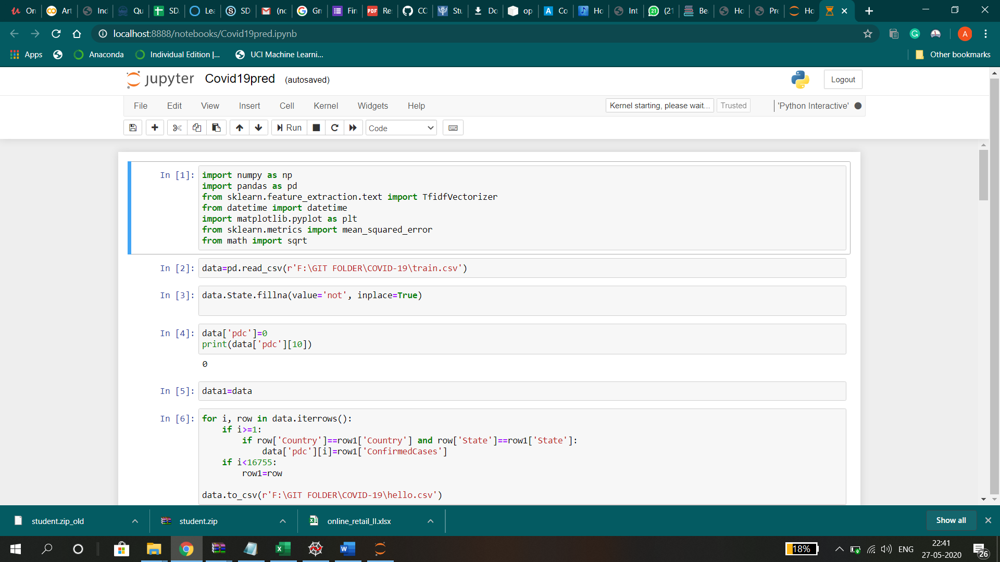 On
Art
Ind
Qu
SD
Lea
SD
(no
Gr
Fin
PDF
Re
CC
Stu
Do
op
A
Co
Ho
Int
21
(21
Be
Ho
Pre
Ho
localhost:8888/notebooks/Covid19pred.ipynb
A
Apps
Anaconda
Individual Edition |...
UCI Machine Learni...
Other bookmarks
jupyter Covid19pred (autosaved)
Logout
File Edit View Insert Cell Kernel Widgets Help
Kernel starting, please wait...
Trusted
'Python Interactive'
Run
Code
In [1]:
import numpy as np
import pandas as pd
from sklearn.feature_extraction.text import TfidfVectorizer
from datetime import datetime
import matplotlib.pyplot as plt
from sklearn.metrics import mean_squared_error
from math import sqrt
In [2]:
data=pd.read_csv(r'F:\GIT FOLDER\COVID-19\train.csv')
In [3]:
data.State.fillna(value='not', inplace=True)
In [4]:
data['pdc']=0
print(data['pdc'][10])
0
In [5]:
data1=data
In [6]:
for i, row in data.iterrows():
    if i>=1:
        if row['Country']==row1['Country'] and row['State']==row1['State']:
            data['pdc'][i]=row1['ConfirmedCases']
    if i<16755:
        row1=row
data.to_csv(r'F:\GIT FOLDER\COVID-19\hello.csv')
student.zip_old
student.zip
online_retail_II.xlsx
Show all
18%
ENG
22:41
27-05-2020
26